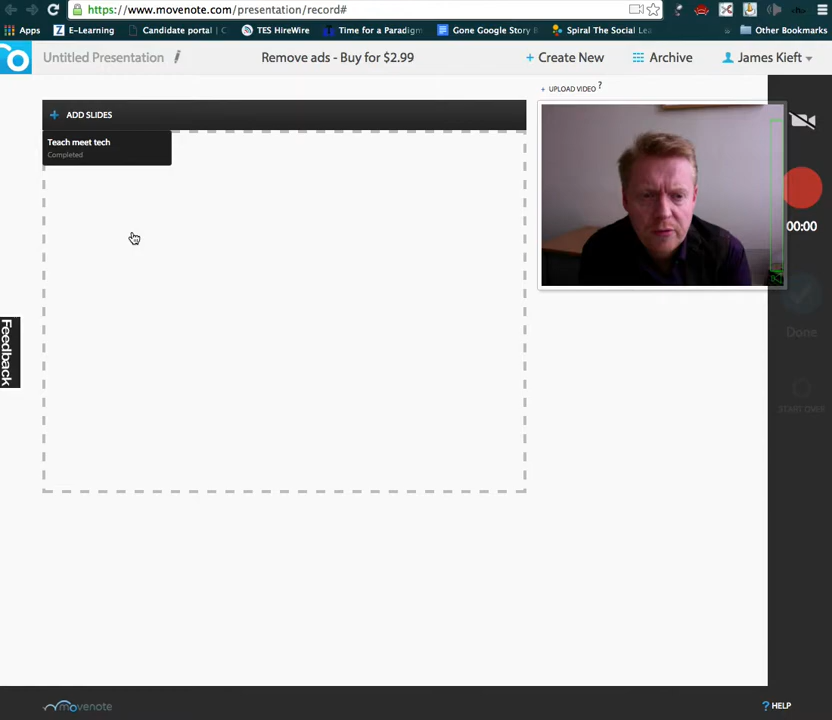 https://www.movenote.com/presentation/record#
Apps
E-Learning
Candidate portal | C
TES HireWire
Time for a Paradigm
Gone Google Story B
Spiral The Social Lea
Other Bookmarks
Untitled Presentation
Remove ads - Buy for $2.99
+ Create New
Archive
James Kieft
+ UPLOAD VIDEO ?
+ ADD SLIDES
Teach meet tech
Completed
00:00
Done
START OVER
Feedback
movenote
? HELP